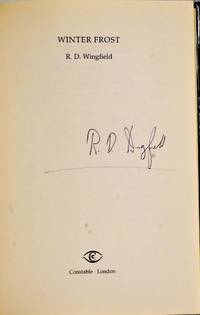 WINTER FROST
R. D. Wingfield
R. D. Wingfield
Constable · London